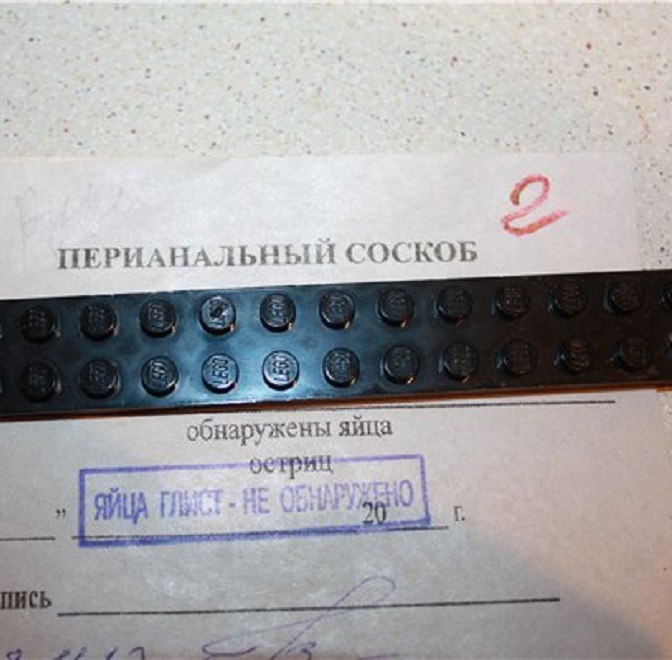 2
ПЕРИАНАЛЬНЫЙ СОСКОБ
обнаружены яйца
остриц
ЯЙЦА ГЛИСТ - НЕ ОБНАРУЖЕНО
” 20 г.
пись